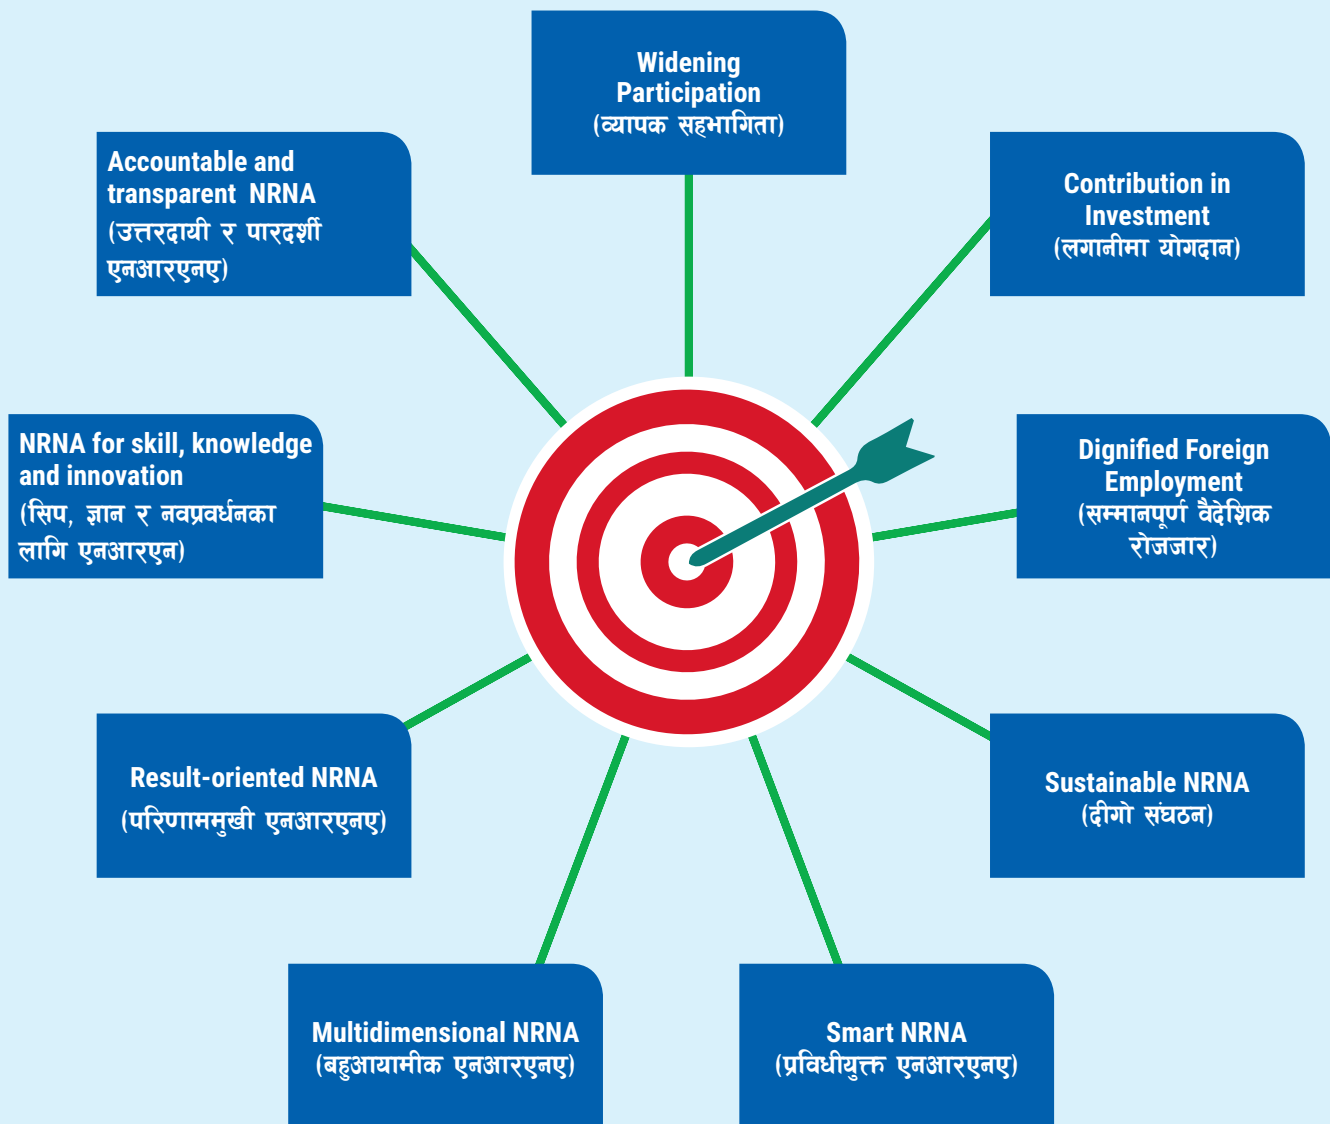 Widening
Participation
(व्यापक सहभागिता)
Accountable and
transparent NRNA
(उत्तरदायी र पारदर्शी
एनआरएनए)
Contribution in
Investment
(लगानीमा योगदान)
NRNA for skill, knowledge
and innovation
(सिप, ज्ञान र नवप्रवर्धनका
लागि एनआरएन)
Dignified Foreign
Employment
(सम्मानपूर्ण वैदेशिक
रोजजार)
Result-oriented NRNA
(परिणाममुखी एनआरएनए)
Sustainable NRNA
(दीगो संघठन)
Multidimensional NRNA
(बहुआयामीक एनआरएनए)
Smart NRNA
(प्रविधीयुक्त एनआरएनए)